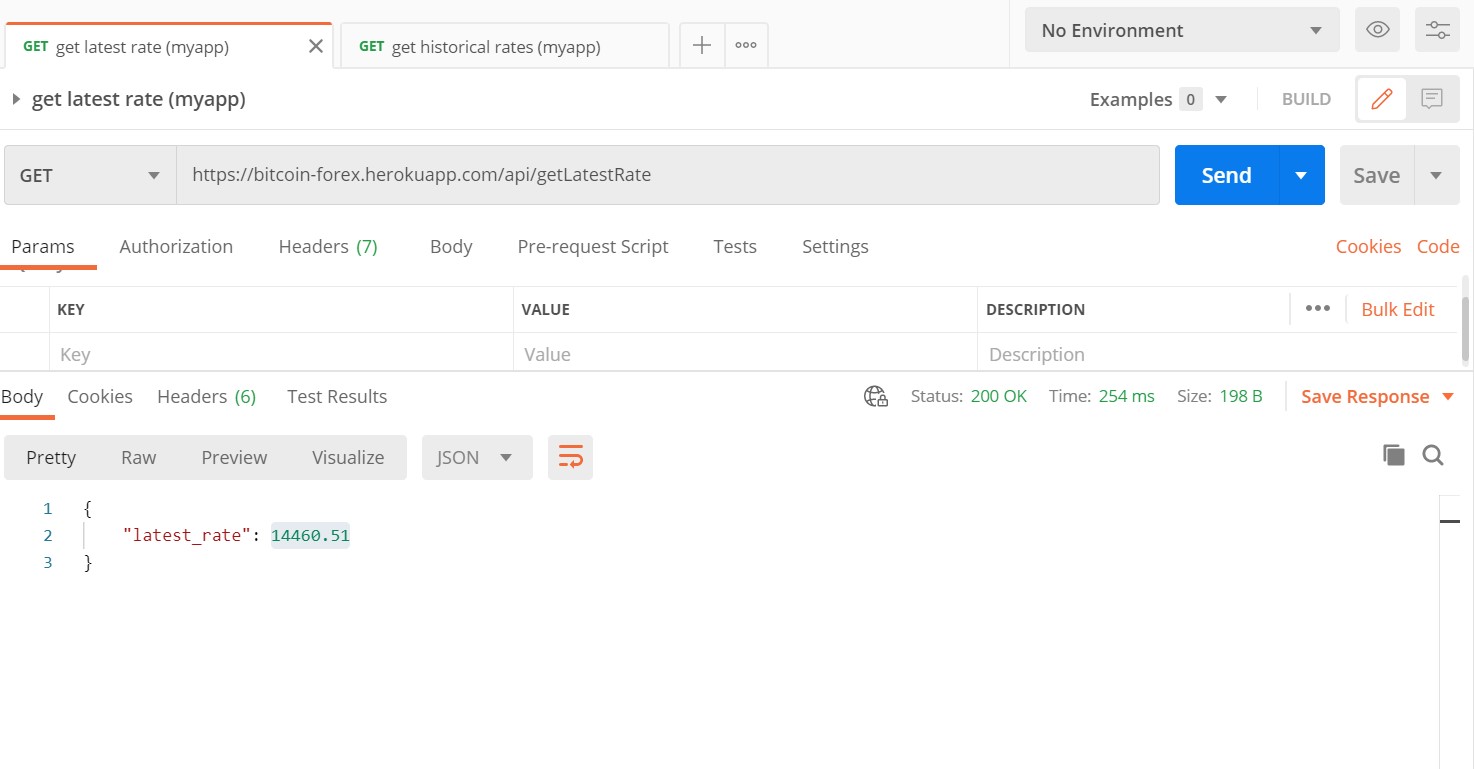 GET get latest rate (myapp)
GET get historical rates (myapp)
No Environment
get latest rate (myapp)
Examples 0
BUILD
GET
https://bitcoin-forex.herokuapp.com/api/getLatestRate
Send
Save
Params Authorization Headers (7) Body Pre-request Script Tests Settings Cookies Code
KEY VALUE DESCRIPTION Bulk Edit
Key Value Description
Body Cookies Headers (6) Test Results Status: 200 OK Time: 254 ms Size: 198 B Save Response
Pretty Raw Preview Visualize JSON
1 {
2 "latest_rate": 14460.51
3 }